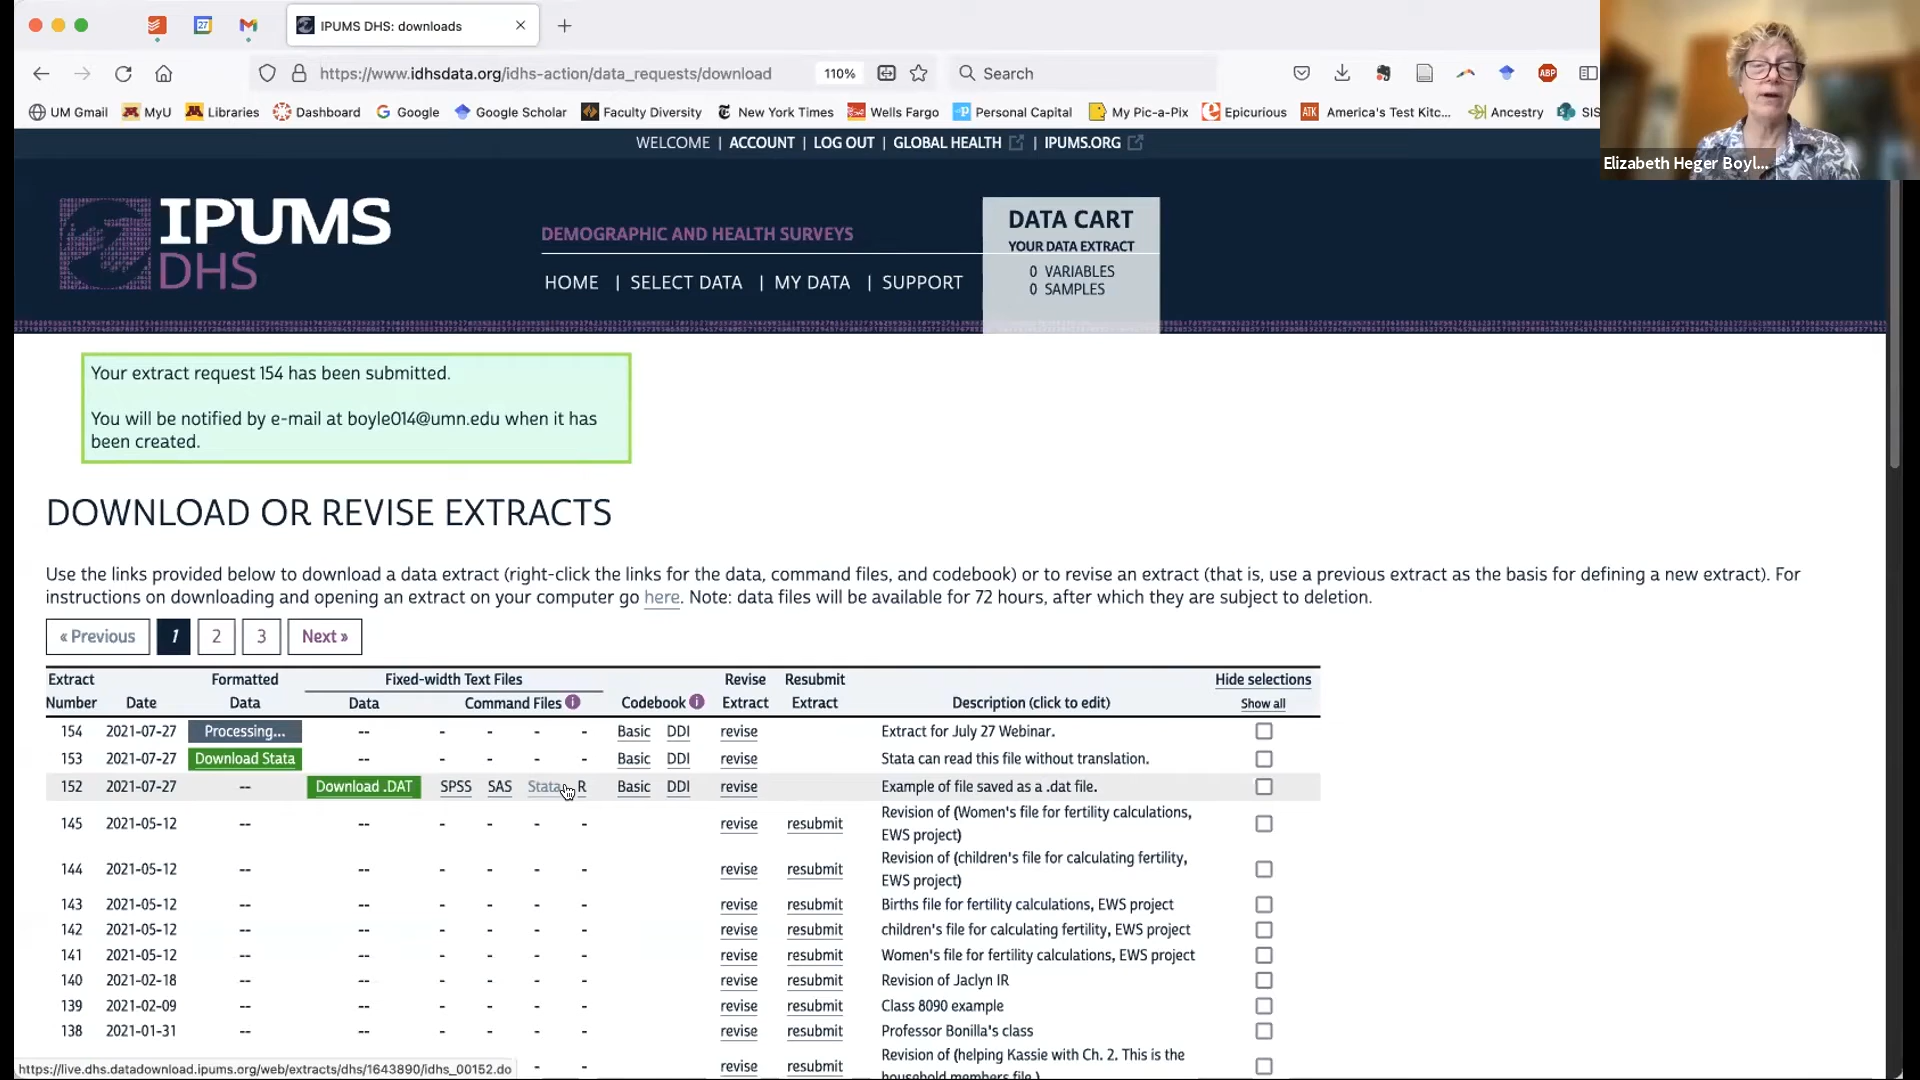 27
IPUMS DHS: downloads
https://www.idhsdata.org/idhs-action/data_requests/download
110%
Search
ABP
UM Gmail MyU Libraries Dashboard Google Google Scholar Faculty Diversity New York Times Wells Fargo Personal Capital My Pic-a-Pix Epicurious ATK America's Test Kitc... Ancestry SIS
Elizabeth Heger Boyl...
WELCOME | ACCOUNT | LOG OUT | GLOBAL HEALTH | IPUMS.ORG
IPUMS
DHS
DEMOGRAPHIC AND HEALTH SURVEYS
HOME | SELECT DATA | MY DATA | SUPPORT
DATA CART
YOUR DATA EXTRACT
0 VARIABLES
0 SAMPLES
Your extract request 154 has been submitted.
You will be notified by e-mail at boyle014@umn.edu when it has
been created.
DOWNLOAD OR REVISE EXTRACTS
Use the links provided below to download a data extract (right-click the links for the data, command files, and codebook) or to revise an extract (that is, use a previous extract as the basis for defining a new extract). For
instructions on downloading and opening an extract on your computer go here. Note: data files will be available for 72 hours, after which they are subject to deletion.
« Previous 1 2 3 Next »
Extract Formatted Fixed-width Text Files Revise Resubmit Hide selections
Number Date Data Data Command Files i Codebook i Extract Extract Description (click to edit) Show all
154 2021-07-27 Processing... -- - - - - Basic DDI revise Extract for July 27 Webinar.
153 2021-07-27 Download Stata -- - - - - Basic DDI revise Stata can read this file without translation.
152 2021-07-27 -- Download .DAT SPSS SAS Stata R Basic DDI revise Example of file saved as a .dat file.
145 2021-05-12 -- -- - - - - revise resubmit Revision of (Women's file for fertility calculations,
EWS project)
144 2021-05-12 -- -- - - - - revise resubmit Revision of (children's file for calculating fertility,
EWS project)
143 2021-05-12 -- -- - - - - revise resubmit Births file for fertility calculations, EWS project
142 2021-05-12 -- -- - - - - revise resubmit children's file for calculating fertility, EWS project
141 2021-05-12 -- -- - - - - revise resubmit Women's file for fertility calculations, EWS project
140 2021-02-18 -- -- - - - - revise resubmit Revision of Jaclyn IR
139 2021-02-09 -- -- - - - - revise resubmit Class 8090 example
138 2021-01-31 -- -- - - - - revise resubmit Professor Bonilla's class
- - revise resubmit Revision of (helping Kassie with Ch. 2. This is the
household members file.)
https://live.dhs.datadownload.ipums.org/web/extracts/dhs/1643890/idhs_00152.do